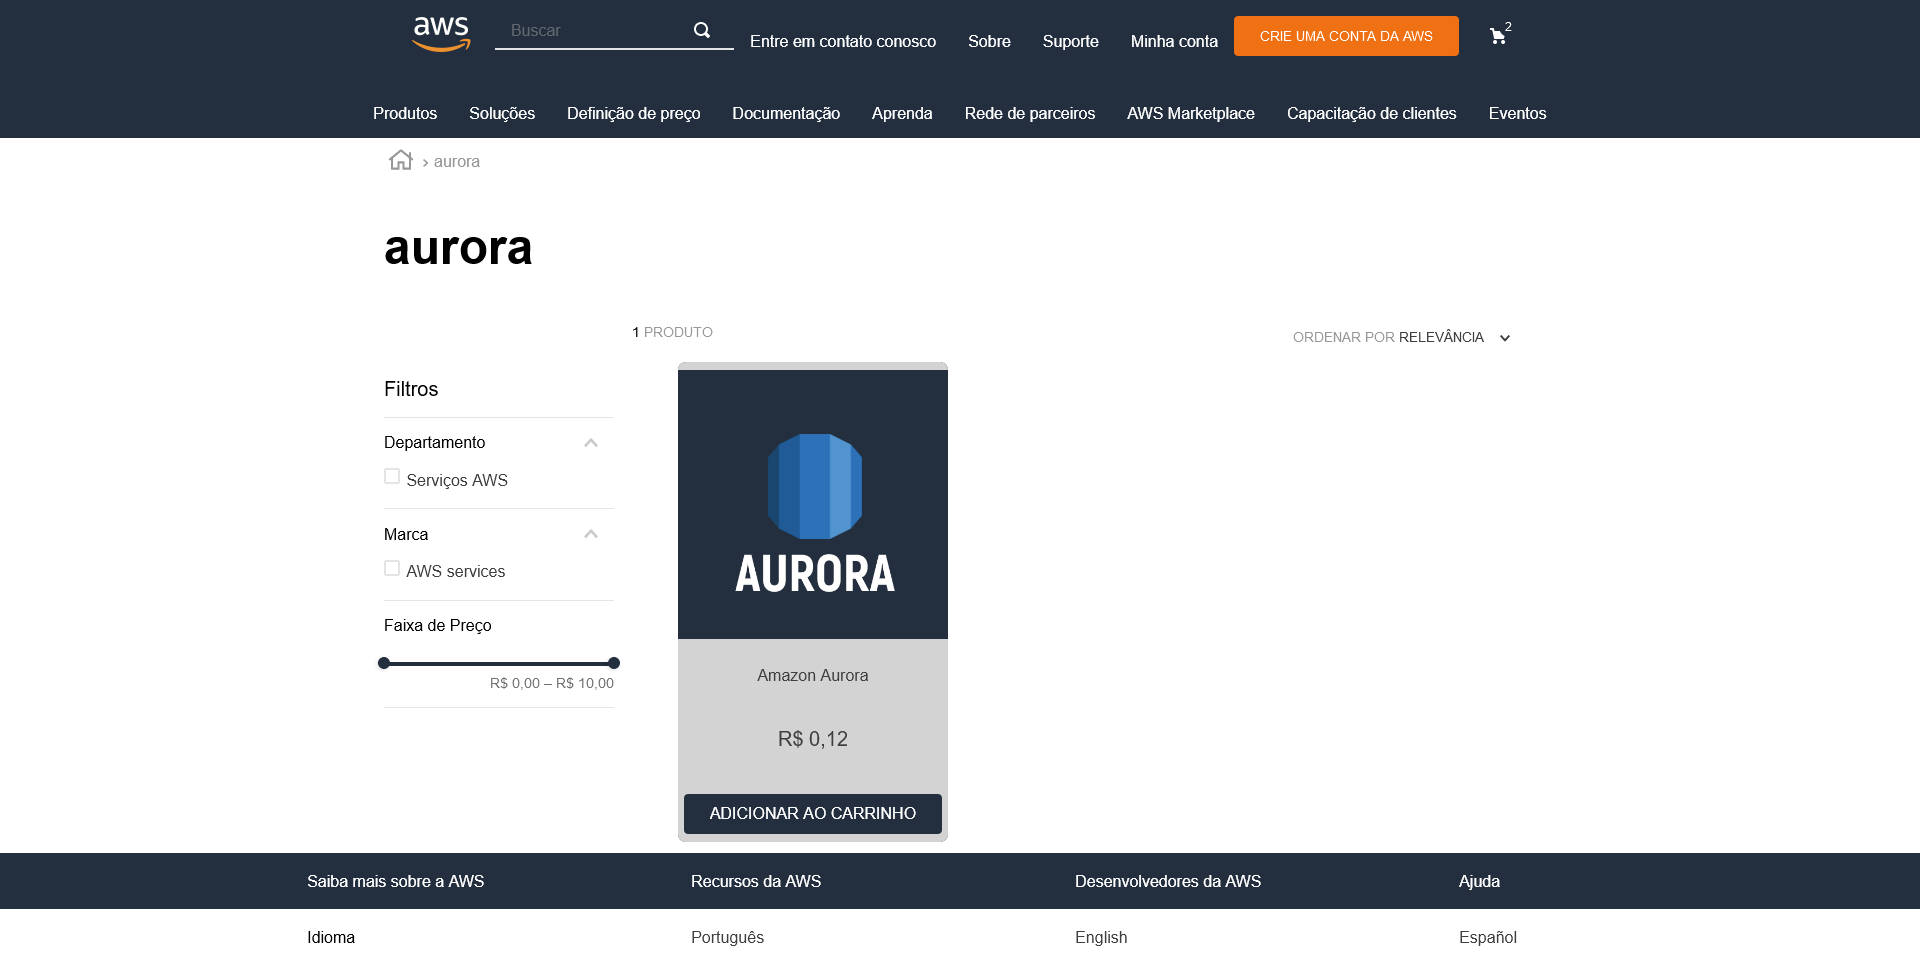 aws
Buscar
Entre em contato conosco
Sobre
Suporte
Minha conta
CRIE UMA CONTA DA AWS
2
Produtos
Soluções
Definição de preço
Documentação
Aprenda
Rede de parceiros
AWS Marketplace
Capacitação de clientes
Eventos
aurora
aurora
1 PRODUTO
ORDENAR POR RELEVÂNCIA
Filtros
Departamento
Serviços AWS
Marca
AWS services
Faixa de Preço
R$ 0,00 – R$ 10,00
AURORA
Amazon Aurora
R$ 0,12
ADICIONAR AO CARRINHO
Saiba mais sobre a AWS
Recursos da AWS
Desenvolvedores da AWS
Ajuda
Idioma
Português
English
Español